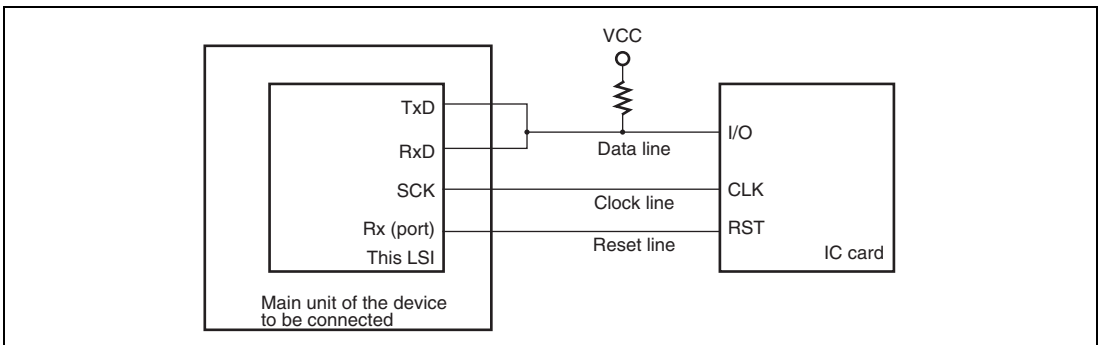 VCC
TxD
RxD
SCK
Rx (port)
This LSI
Data line
Clock line
Reset line
I/O
CLK
RST
IC card
Main unit of the device
to be connected